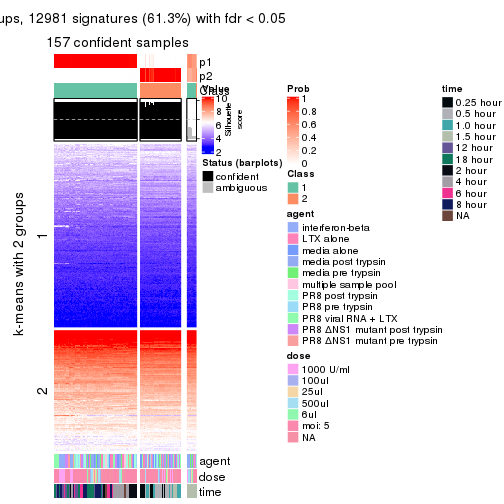 ups, 12981 signatures (61.3%) with fdr < 0.05
157 confident samples
p1
p2
Class
Silhouette
score
k-means with 2 groups
1
2
agent
dose
time
Value
10
8
6
4
2
Status (barplots)
confident
ambiguous
Prob
1
0.8
0.6
0.4
0.2
0
Class
1
2
agent
interferon-beta
LTX alone
media alone
media post trypsin
media pre trypsin
multiple sample pool
PR8 post trypsin
PR8 pre trypsin
PR8 viral RNA + LTX
PR8 ΔNS1 mutant post trypsin
PR8 ΔNS1 mutant pre trypsin
dose
1000 U/ml
100ul
25ul
500ul
6ul
moi: 5
NA
time
0.25 hour
0.5 hour
1.0 hour
1.5 hour
12 hour
18 hour
2 hour
4 hour
6 hour
8 hour
NA